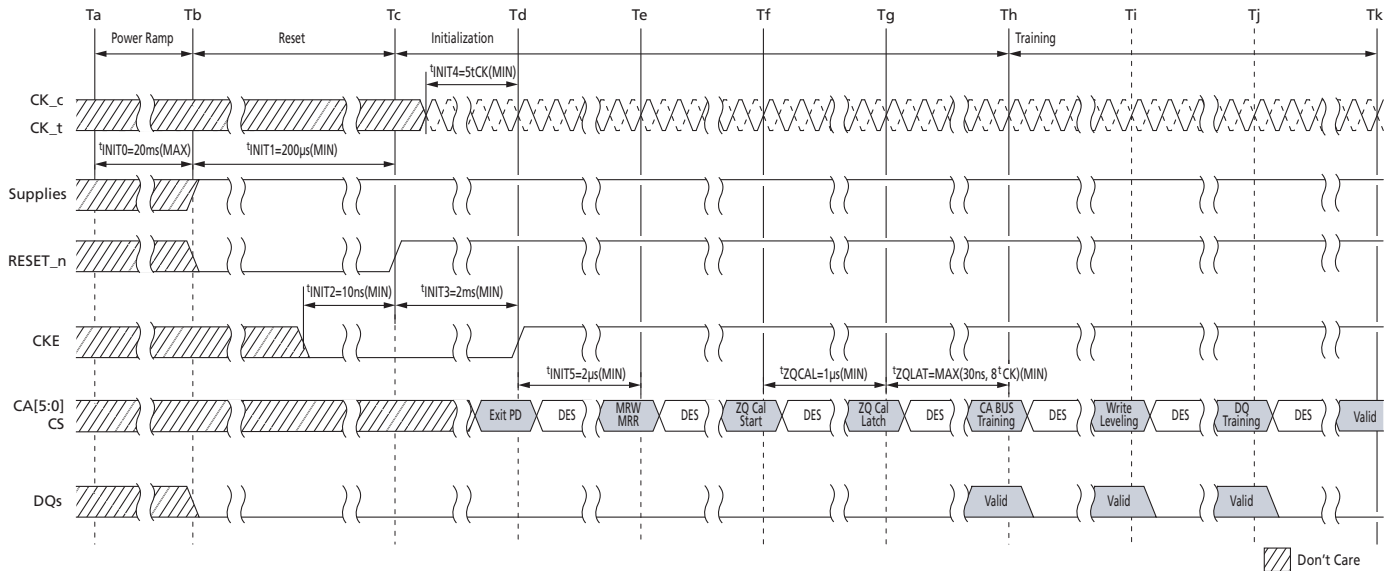 Ta Tb Tc Td Te Tf Tg Th Ti Tj Tk
Power Ramp Reset Initialization Training
tINIT4=5tCK(MIN)
CK_c
CK_t
tINIT0=20ms(MAX) tINIT1=200μs(MIN)
Supplies
RESET_n
tINIT2=10ns(MIN) tINIT3=2ms(MIN)
CKE
tINIT5=2μs(MIN) tZQCAL=1μs(MIN) tZQLAT=MAX(30ns, 8tCK)(MIN)
CA[5:0]
CS
Exit PD DES MRW MRR DES ZQ Cal Start DES ZQ Cal Latch DES CA BUS Training DES Write Leveling DES DQ Training DES Valid
DQs Valid Valid Valid
Don't Care